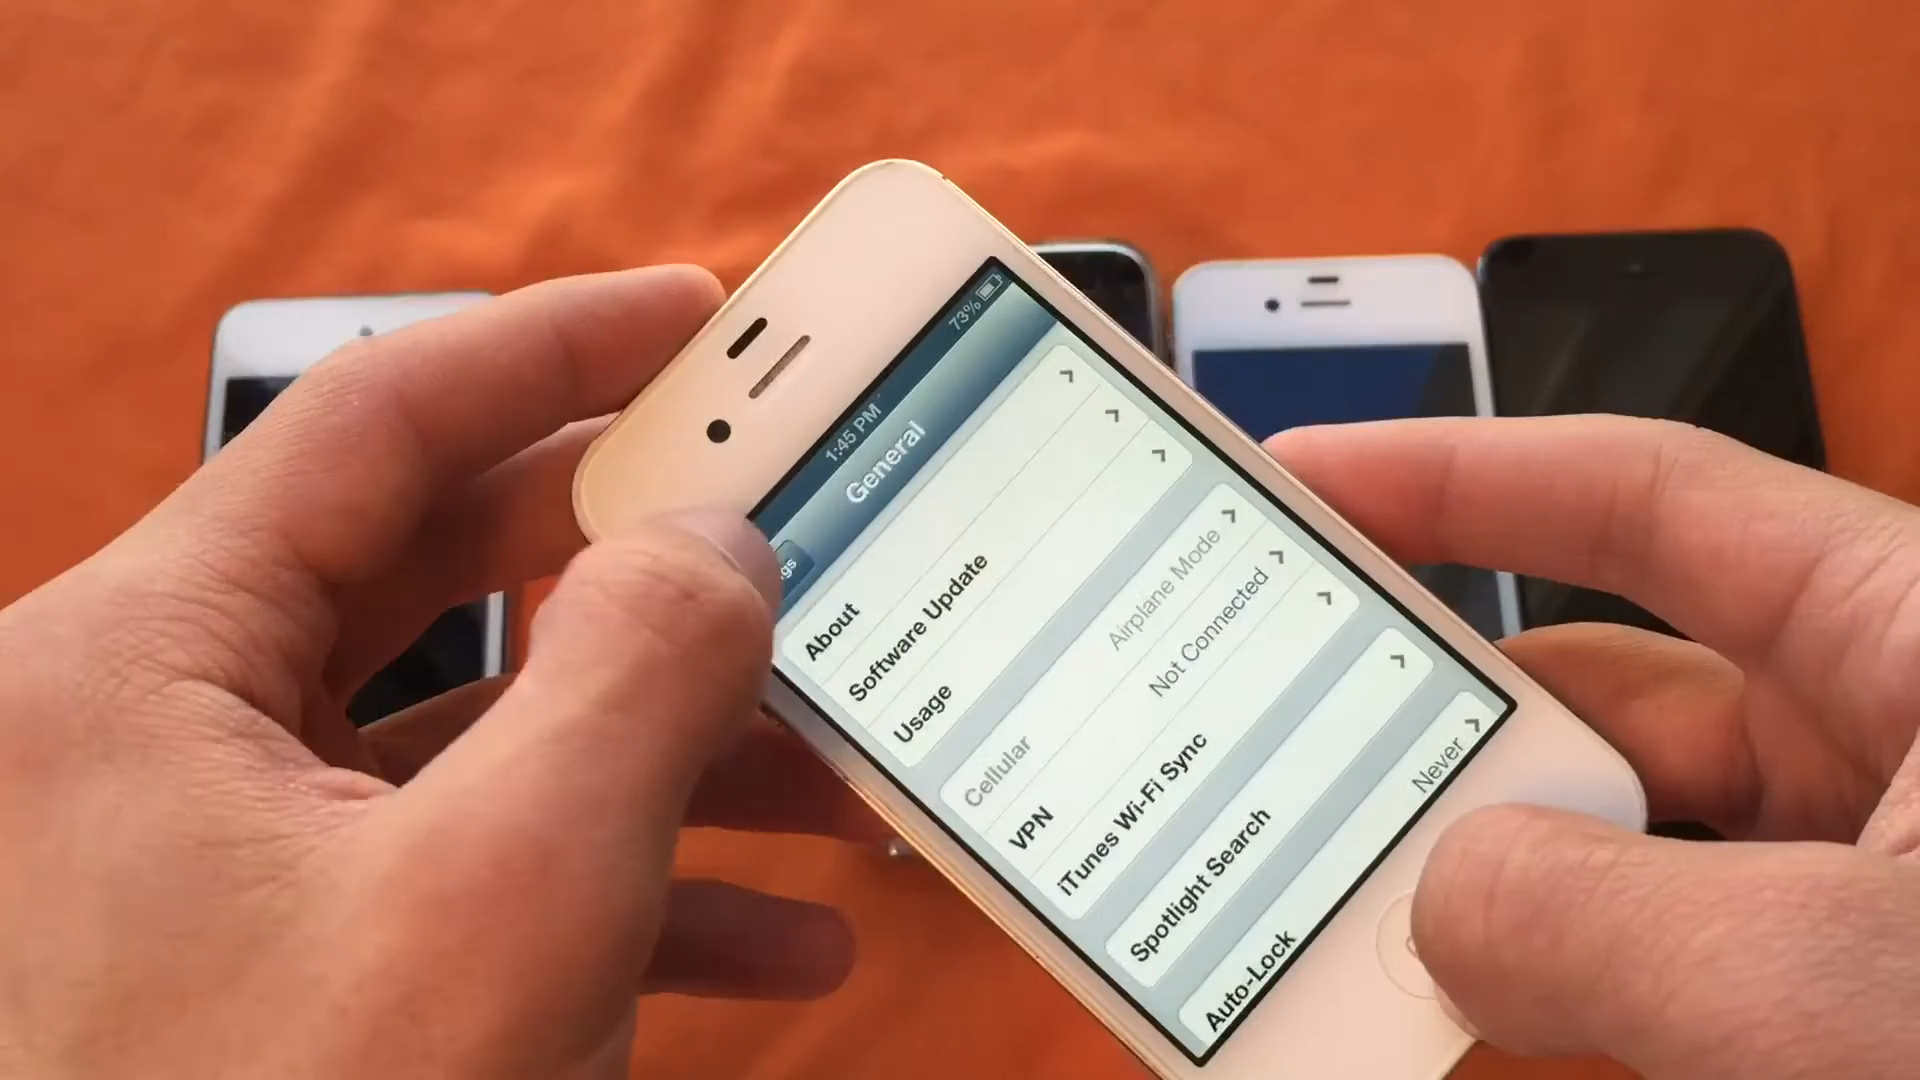 1:45 PM 73%
gs General
About
Software Update
Usage
Cellular Airplane Mode
VPN Not Connected
iTunes Wi-Fi Sync
Spotlight Search
Auto-Lock Never